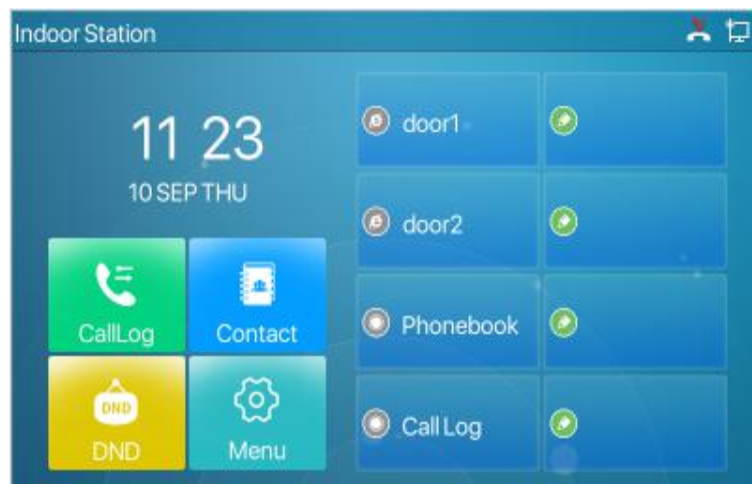 Indoor Station
11 23
10 SEP THU
CallLog
Contact
DND
DND
Menu
door1
door2
Phonebook
Call Log